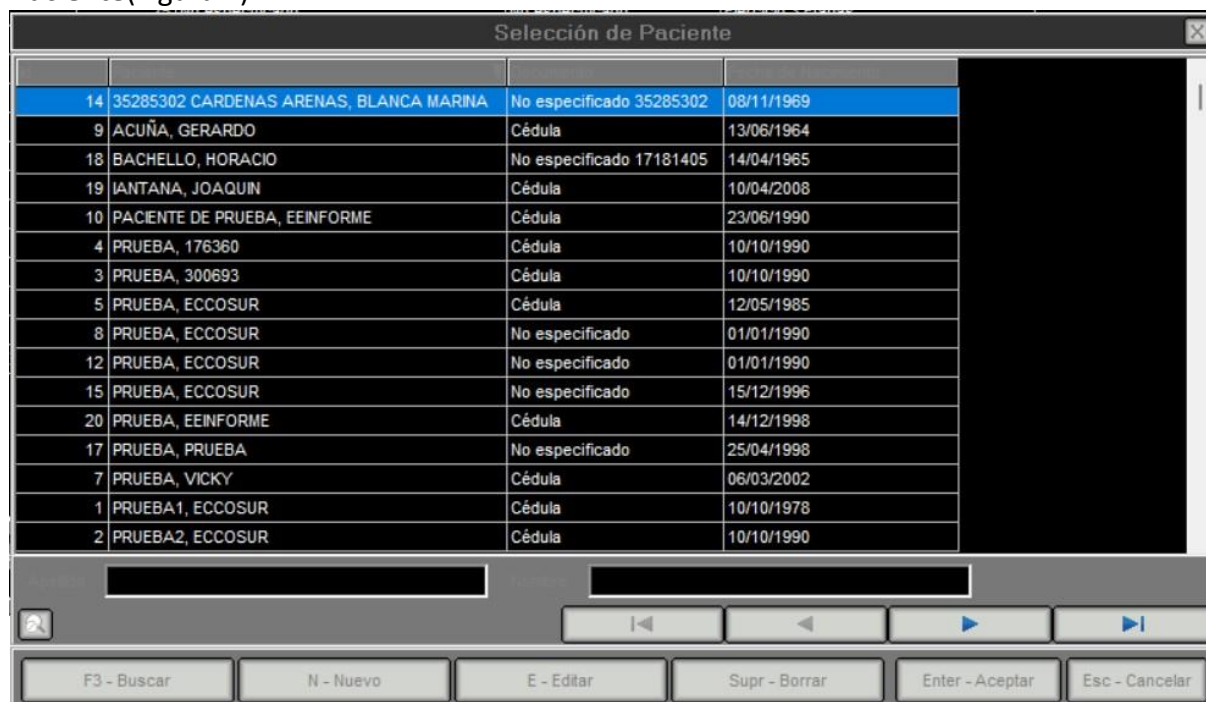 Selección de Paciente
Paciente Documento Fecha de Nacimiento
14 35285302 CARDENAS ARENAS, BLANCA MARINA No especificado 35285302 08/11/1969
9 ACUÑA, GERARDO Cédula 13/06/1964
18 BACHELLO, HORACIO No especificado 17181405 14/04/1965
19 IANTANA, JOAQUIN Cédula 10/04/2008
10 PACIENTE DE PRUEBA, EEINFORME Cédula 23/06/1990
4 PRUEBA, 176360 Cédula 10/10/1990
3 PRUEBA, 300693 Cédula 10/10/1990
5 PRUEBA, ECCOSUR Cédula 12/05/1985
8 PRUEBA, ECCOSUR No especificado 01/01/1990
12 PRUEBA, ECCOSUR No especificado 01/01/1990
15 PRUEBA, ECCOSUR No especificado 15/12/1996
20 PRUEBA, EEINFORME Cédula 14/12/1998
17 PRUEBA, PRUEBA No especificado 25/04/1998
7 PRUEBA, VICKY Cédula 06/03/2002
1 PRUEBA1, ECCOSUR Cédula 10/10/1978
2 PRUEBA2, ECCOSUR Cédula 10/10/1990
Apellido Nombre
F3 - Buscar N - Nuevo E - Editar Supr - Borrar Enter - Aceptar Esc - Cancelar